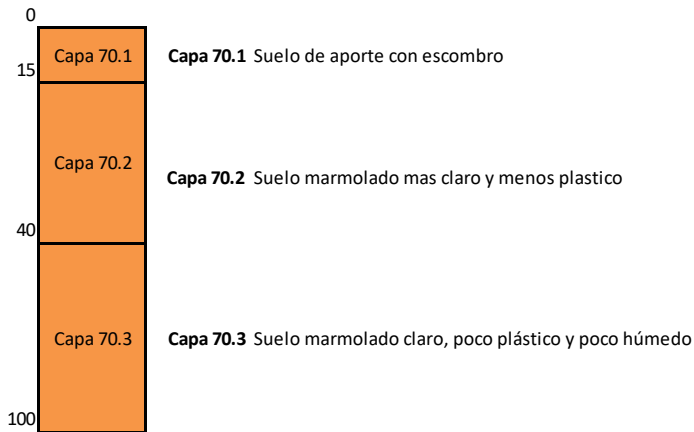 0
Capa 70.1
Capa 70.1 Suelo de aporte con escombro
15
Capa 70.2
Capa 70.2 Suelo marmolado mas claro y menos plastico
40
Capa 70.3
Capa 70.3 Suelo marmolado claro, poco plástico y poco húmedo
100